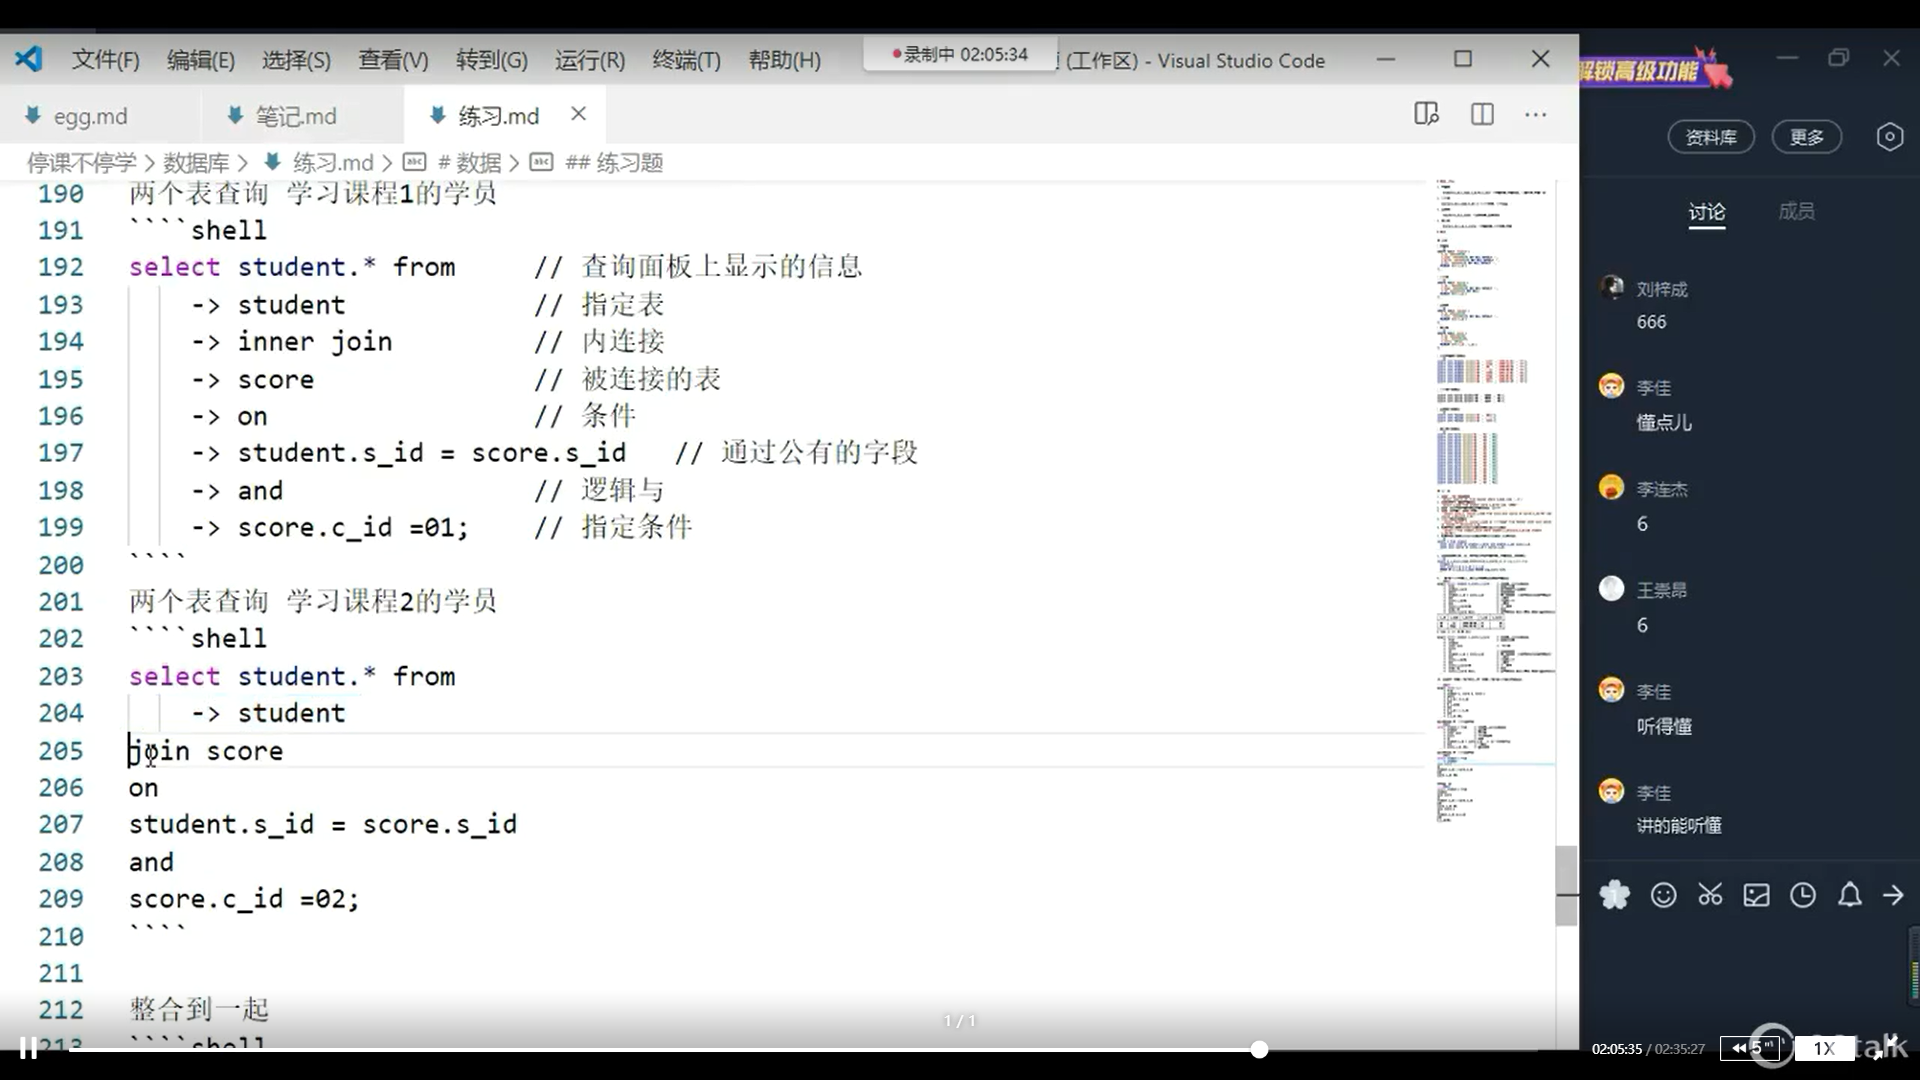 文件(F) 编辑(E) 选择(S) 查看(V) 转到(G) 运行(R) 终端(T) 帮助(H) 录制中 02:05:34 (工作区) - Visual Studio Code
解锁高级功能
egg.md 笔记.md 练习.md
资料库 更多
停课不停学 > 数据库 > 练习.md > # 数据 > ## 练习题
讨论 成员
190 两个表查询 学习课程1的学员
191 ````shell
192 select student.* from // 查询面板上显示的信息
193 -> student // 指定表
194 -> inner join // 内连接
195 -> score // 被连接的表
196 -> on // 条件
197 -> student.s_id = score.s_id // 通过公有的字段
198 -> and // 逻辑与
199 -> score.c_id =01; // 指定条件
200 ````
201 两个表查询 学习课程2的学员
202 ````shell
203 select student.* from
204 -> student
205 join score
206 on
207 student.s_id = score.s_id
208 and
209 score.c_id =02;
210 ````
211
212 整合到一起
213 ````shell
刘梓成
666
李佳
懂点儿
李连杰
6
王崇昂
6
李佳
听得懂
李佳
讲的能听懂
1 / 1
02:05:35 / 02:35:27 5 1X talk